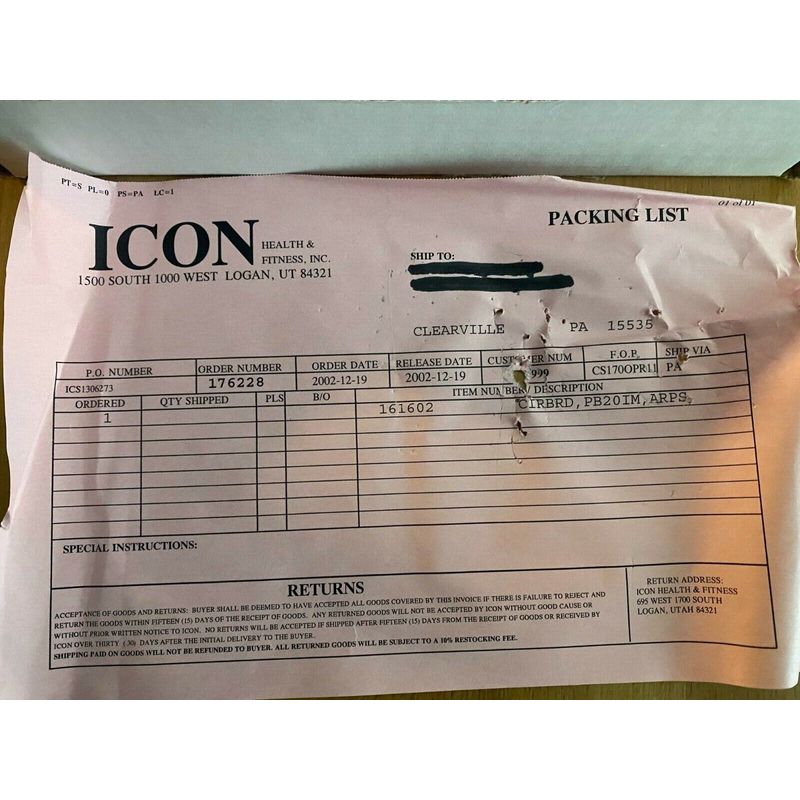 PT=S PL=0 PS=PA LC=1
01 of 01
PACKING LIST
ICON HEALTH & FITNESS, INC.
1500 SOUTH 1000 WEST LOGAN, UT 84321
SHIP TO:
CLEARVILLE PA 15535
P.O. NUMBER ORDER NUMBER ORDER DATE RELEASE DATE CUSTOMER NUM F.O.P. SHIP VIA
ICS1306273 176228 2002-12-19 2002-12-19 999 CS170OPR11 PA
ORDERED QTY SHIPPED PLS B/O ITEM NUMBER/ DESCRIPTION
1 161602 CIRBRD,PB20IM,ARPS
SPECIAL INSTRUCTIONS:
RETURNS
ACCEPTANCE OF GOODS AND RETURNS: BUYER SHALL BE DEEMED TO HAVE ACCEPTED ALL GOODS COVERED BY THIS INVOICE IF THERE IS FAILURE TO REJECT AND
RETURN THE GOODS WITHIN FIFTEEN (15) DAYS OF THE RECEIPT OF GOODS. ANY RETURNED GOODS WILL NOT BE ACCEPTED BY ICON WITHOUT GOOD CAUSE OR
WITHOUT PRIOR WRITTEN NOTICE TO ICON. NO RETURNS WILL BE ACCEPTED IF SHIPPED AFTER FIFTEEN (15) DAYS FROM THE RECEIPT OF GOODS OR RECEIVED BY
ICON OVER THIRTY (30) DAYS AFTER THE INITIAL DELIVERY TO THE BUYER.
SHIPPING PAID ON GOODS WILL NOT BE REFUNDED TO BUYER. ALL RETURNED GOODS WILL BE SUBJECT TO A 10% RESTOCKING FEE.
RETURN ADDRESS:
ICON HEALTH & FITNESS
695 WEST 1700 SOUTH
LOGAN, UTAH 84321